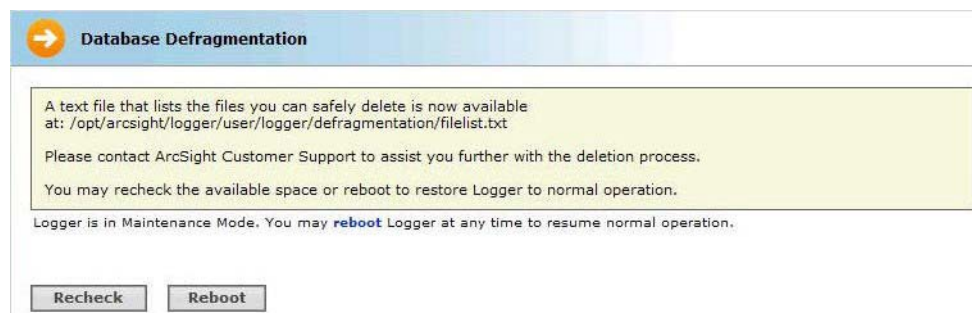 Database Defragmentation
A text file that lists the files you can safely delete is now available
at: /opt/arcsight/logger/user/logger/defragmentation/filelist.txt
Please contact ArcSight Customer Support to assist you further with the deletion process.
You may recheck the available space or reboot to restore Logger to normal operation.
Logger is in Maintenance Mode. You may reboot Logger at any time to resume normal operation.
Recheck Reboot